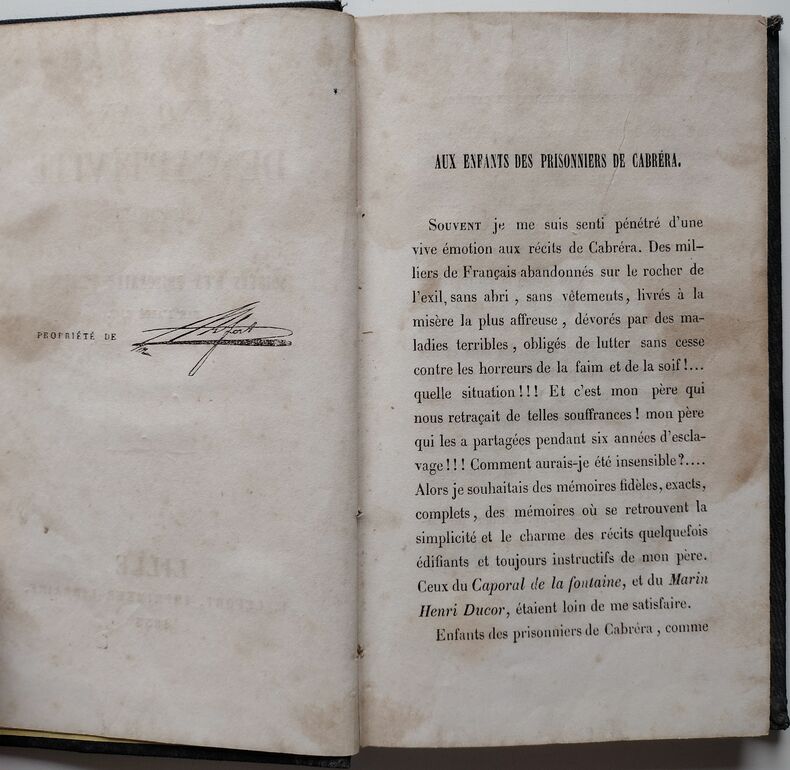 PROPRIÉTÉ DE Lefort
AUX ENFANTS DES PRISONNIERS DE CABRÉRA.
SOUVENT je me suis senti pénétré d'une
vive émotion aux récits de Cabréra. Des mil-
liers de Français abandonnés sur le rocher de
l'exil, sans abri , sans vêtements, livrés à la
misère la plus affreuse , dévorés par des ma-
ladies terribles , obligés de lutter sans cesse
contre les horreurs de la faim et de la soif !...
quelle situation !!! Et c'est mon père qui
nous retraçait de telles souffrances ! mon père
qui les a partagées pendant six années d'escla-
vage !!! Comment aurais-je été insensible ?....
Alors je souhaitais des mémoires fidèles, exacts,
complets , des mémoires où se retrouvent la
simplicité et le charme des récits quelquefois
édifiants et toujours instructifs de mon père.
Ceux du Caporal de la fontaine, et du Marin
Henri Ducor, étaient loin de me satisfaire.
Enfants des prisonniers de Cabréra , comme